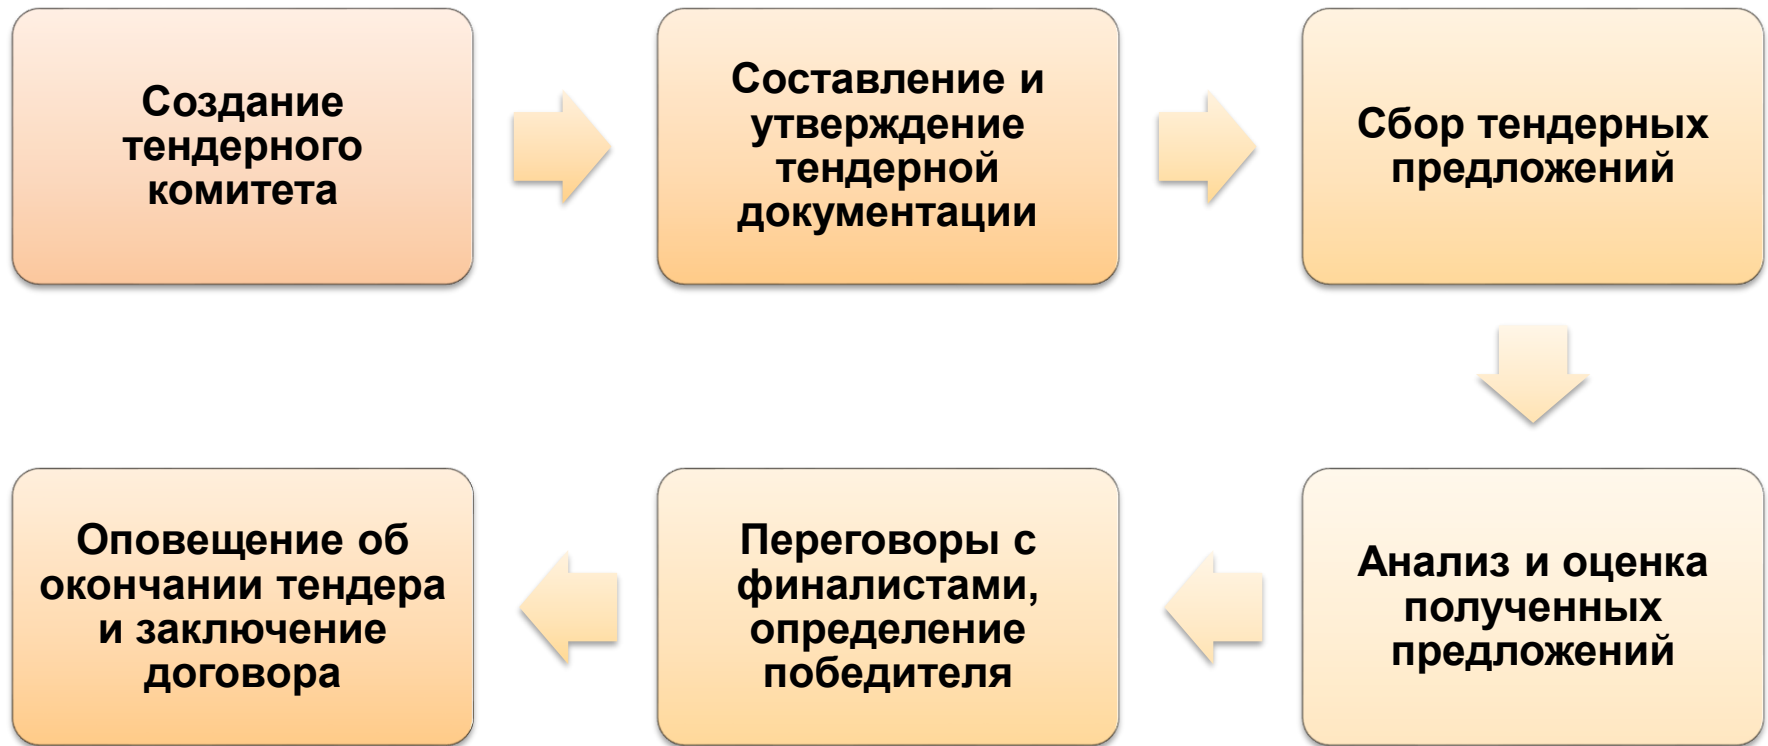 Создание
тендерного
комитета
Составление и
утверждение
тендерной
документации
Сбор тендерных
предложений
Анализ и оценка
полученных
предложений
Переговоры с
финалистами,
определение
победителя
Оповещение об
окончании тендера
и заключение
договора